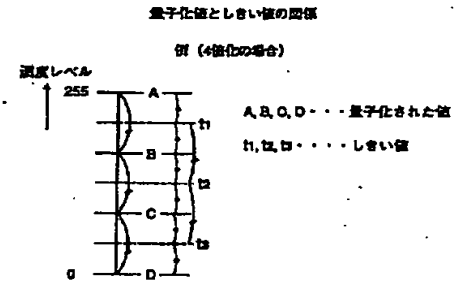 量子化値としきい値の関係
例 (4値化の場合)
濃度レベル
255
A
t1
B
t2
C
t3
0
D
A, B, C, D・・・量子化された値
t1, t2, t3・・・・しきい値